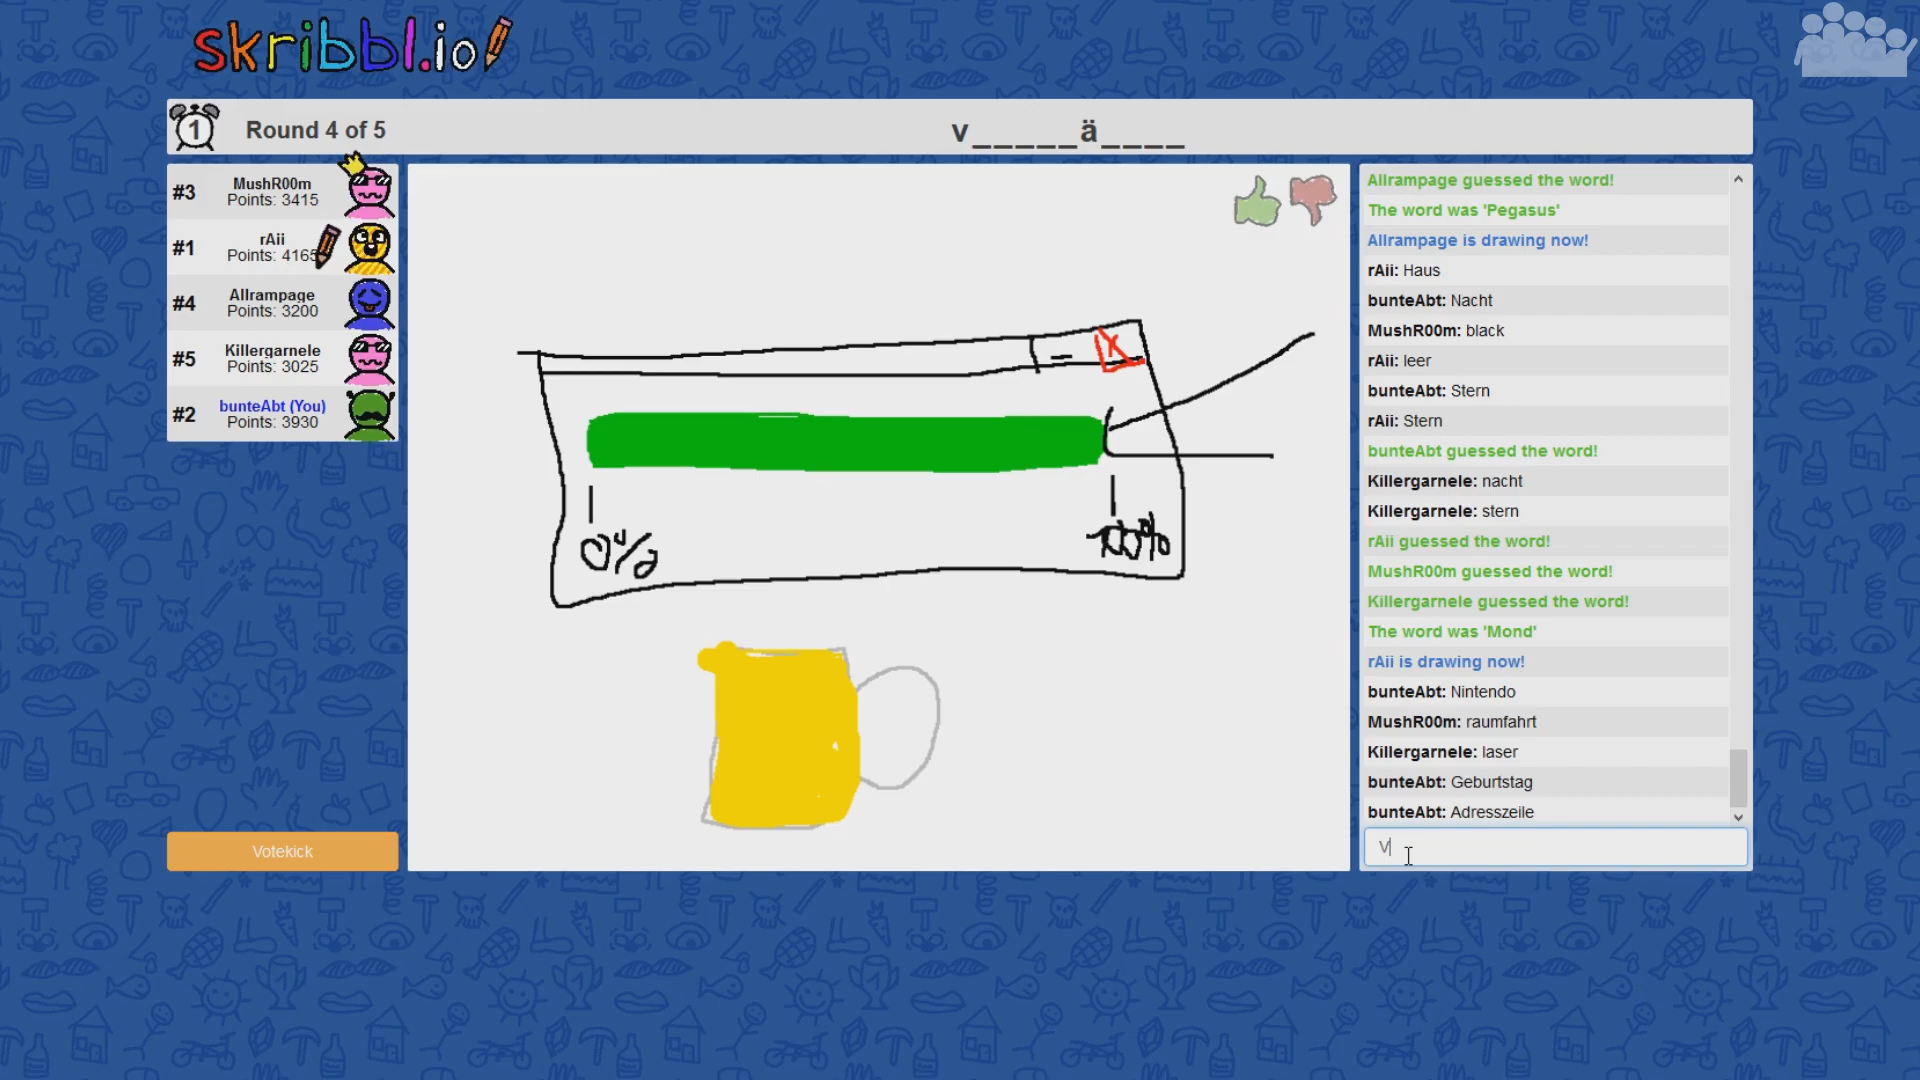 skribbl.io
1
Round 4 of 5
v_____ä____
#3
MushR00m
Points: 3415
#1
rAii
Points: 4165
#4
Allrampage
Points: 3200
#5
Killergarnele
Points: 3025
#2
bunteAbt (You)
Points: 3930
Votekick
X
0%
100%
Allrampage guessed the word!
The word was 'Pegasus'
Allrampage is drawing now!
rAii: Haus
bunteAbt: Nacht
MushR00m: black
rAii: leer
bunteAbt: Stern
rAii: Stern
bunteAbt guessed the word!
Killergarnele: nacht
Killergarnele: stern
rAii guessed the word!
MushR00m guessed the word!
Killergarnele guessed the word!
The word was 'Mond'
rAii is drawing now!
bunteAbt: Nintendo
MushR00m: raumfahrt
Killergarnele: laser
bunteAbt: Geburtstag
bunteAbt: Adresszeile
V